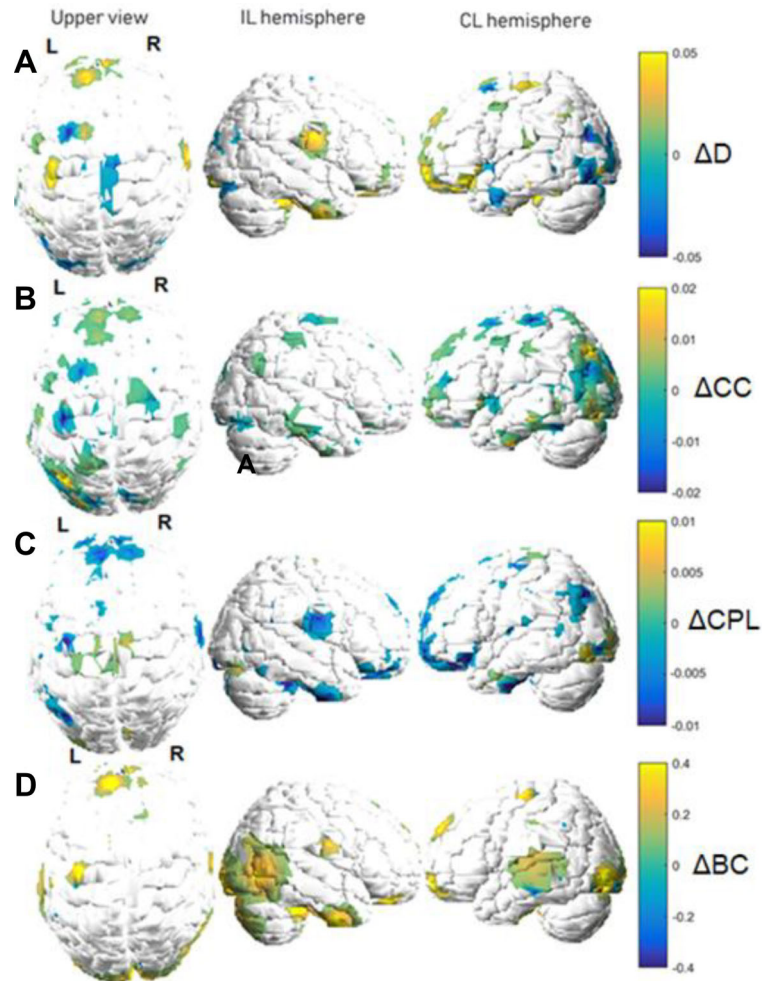 Upper view IL hemisphere CL hemisphere
L R
A
0.05
0
-0.05
ΔD
L R
B
0.02
0.01
0
-0.01
-0.02
ΔCC
A
L R
C
0.01
0.005
0
-0.005
-0.01
ΔCPL
L R
D
0.4
0.2
0
-0.2
-0.4
ΔBC